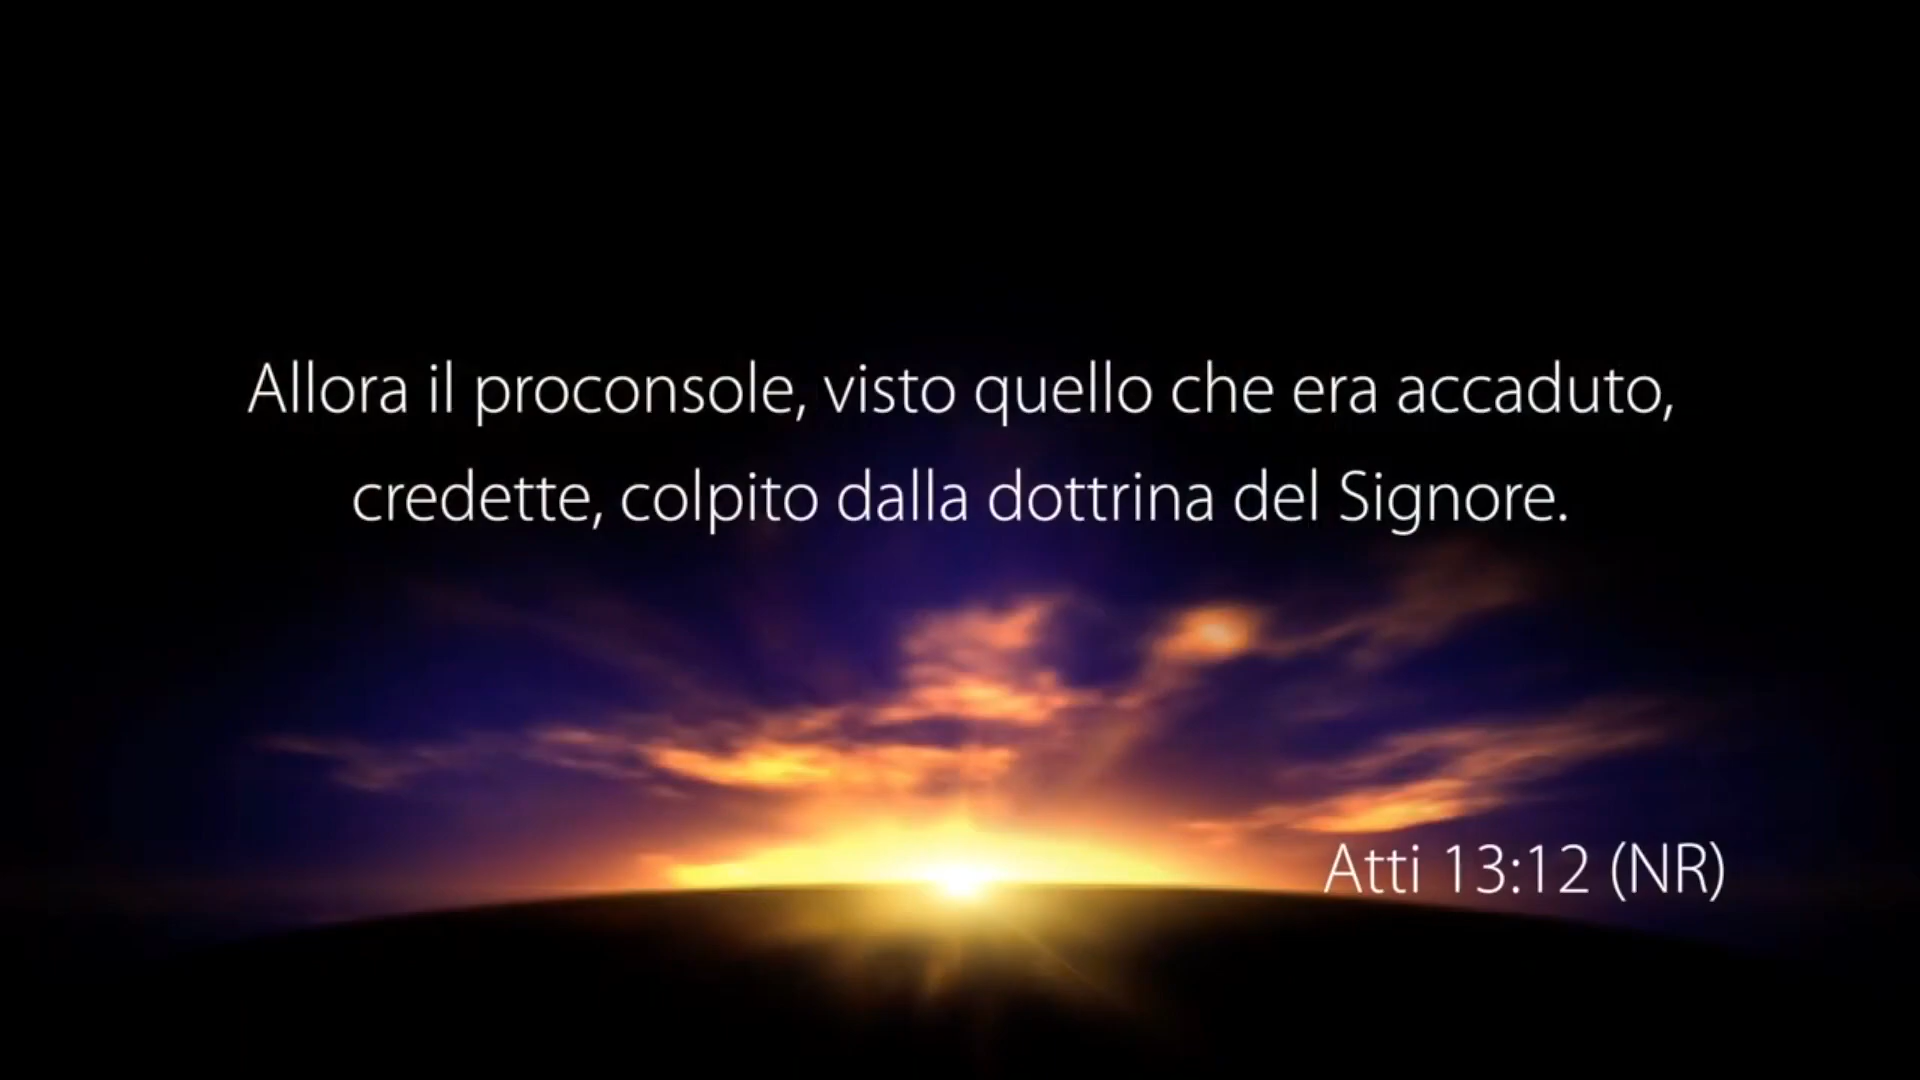 Allora il proconsole, visto quello che era accaduto,
credette, colpito dalla dottrina del Signore.
Atti 13:12 (NR)